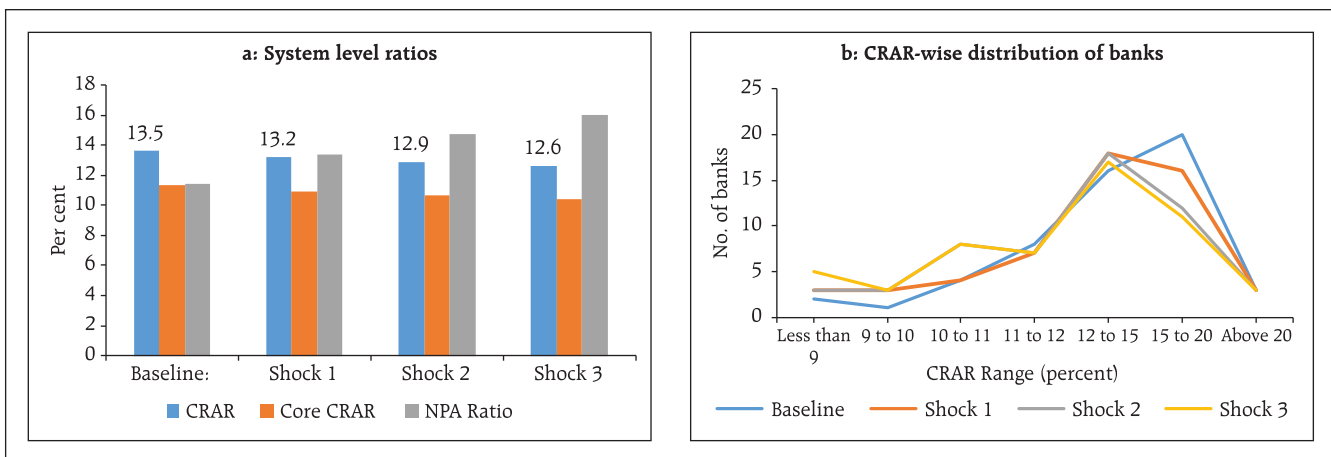 a: System level ratios
Per cent
18
16
14
12
10
8
6
4
2
0
13.5
13.2
12.9
12.6
Baseline:
Shock 1
Shock 2
Shock 3
CRAR
Core CRAR
NPA Ratio
b: CRAR-wise distribution of banks
No. of banks
25
20
15
10
5
0
Less than 9
9 to 10
10 to 11
11 to 12
12 to 15
15 to 20
Above 20
CRAR Range (percent)
Baseline
Shock 1
Shock 2
Shock 3